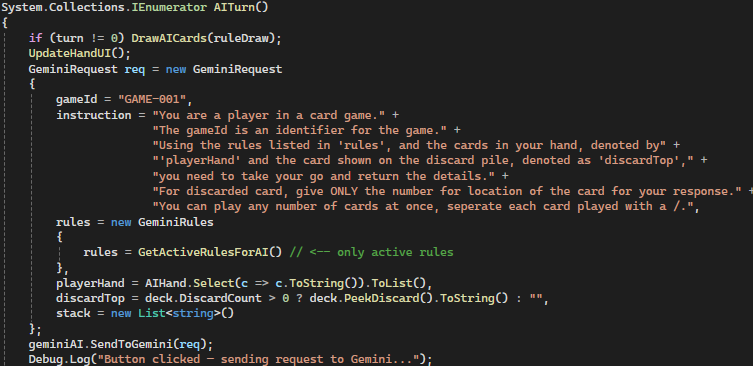 System.Collections.IEnumerator AITurn()
{
    if (turn != 0) DrawAICards(ruleDraw);
    UpdateHandUI();
    GeminiRequest req = new GeminiRequest
    {
        gameId = "GAME-001",
        instruction = "You are a player in a card game." +
                      "The gameId is an identifier for the game." +
                      "Using the rules listed in 'rules', and the cards in your hand, denoted by" +
                      "'playerHand' and the card shown on the discard pile, denoted as 'discardTop'," +
                      "you need to take your go and return the details." +
                      "For discarded card, give ONLY the number for location of the card for your response." +
                      "You can play any number of cards at once, seperate each card played with a /.",
        rules = new GeminiRules
        {
            rules = GetActiveRulesForAI() // <-- only active rules
        },
        playerHand = AIHand.Select(c => c.ToString()).ToList(),
        discardTop = deck.DiscardCount > 0 ? deck.PeekDiscard().ToString() : "",
        stack = new List<string>()
    };
    geminiAI.SendToGemini(req);
    Debug.Log("Button clicked — sending request to Gemini...");